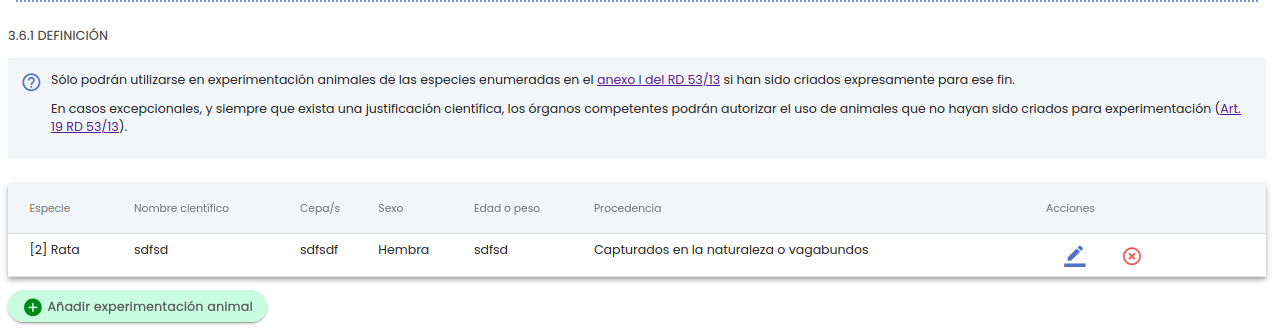 3.6.1 DEFINICIÓN
Sólo podrán utilizarse en experimentación animales de las especies enumeradas en el anexo I del RD 53/13 si han sido criados expresamente para ese fin.
En casos excepcionales, y siempre que exista una justificación científica, los órganos competentes podrán autorizar el uso de animales que no hayan sido criados para experimentación (Art.
19 RD 53/13).
Especie Nombre científico Cepa/s Sexo Edad o peso Procedencia Acciones
[2] Rata sdfsd sdfsdf Hembra sdfsd Capturados en la naturaleza o vagabundos
Añadir experimentación animal